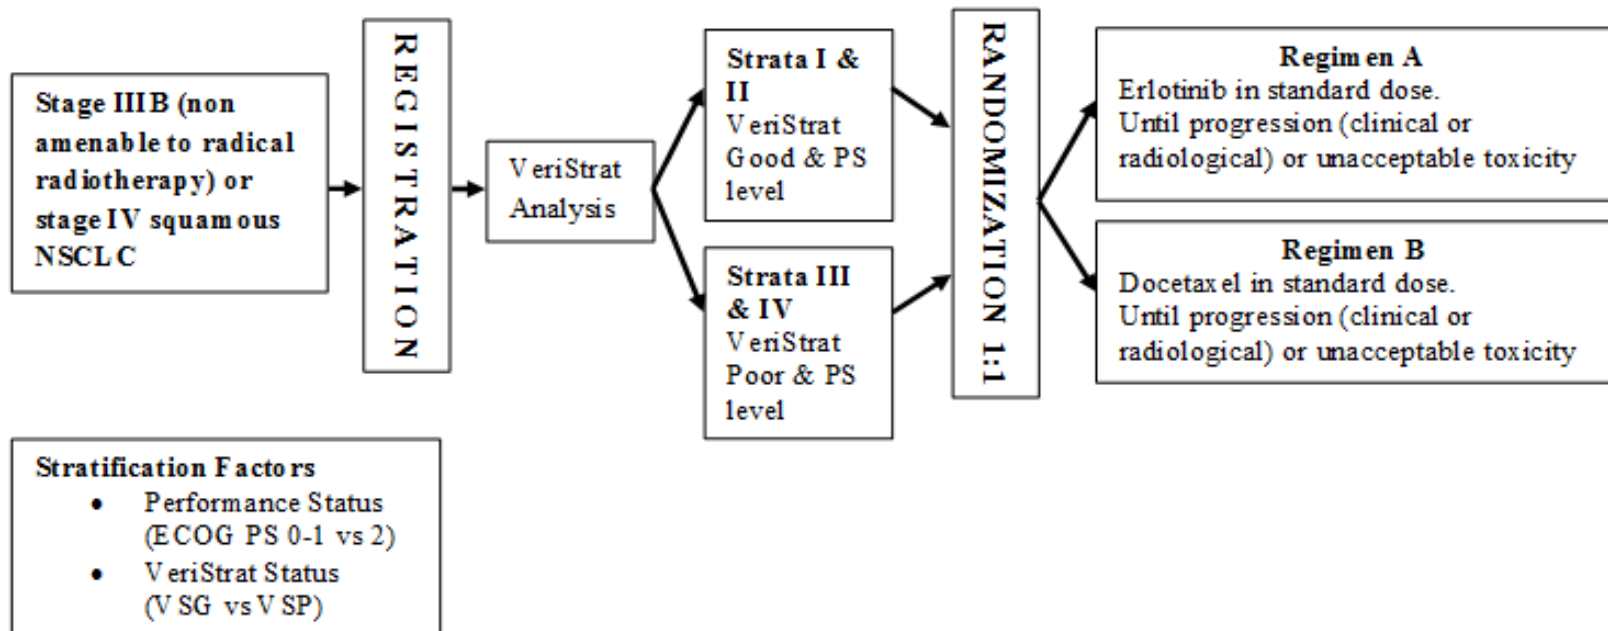 Stage IIIB (non
amenable to radical
radiotherapy) or
stage IV squamous
NSCLC
REGISTRATION
VeriStrat
Analysis
Strata I &
II
VeriStrat
Good & PS
level
Strata III
& IV
VeriStrat
Poor & PS
level
RANDOMIZATION 1:1
Regimen A
Erlotinib in standard dose.
Until progression (clinical or
radiological) or unacceptable toxicity
Regimen B
Docetaxel in standard dose.
Until progression (clinical or
radiological) or unacceptable toxicity
Stratification Factors
• Performance Status
(ECOG PS 0-1 vs 2)
• VeriStrat Status
(VSG vs VSP)